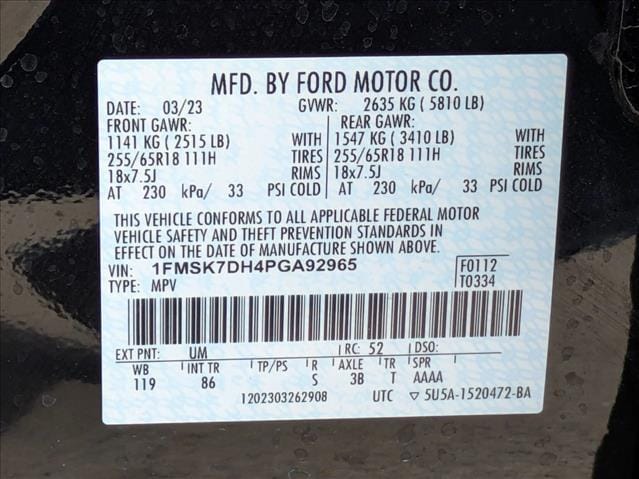 MFD. BY FORD MOTOR CO.
DATE: 03/23 GVWR: 2635 KG ( 5810 LB)
FRONT GAWR: REAR GAWR:
1141 KG ( 2515 LB) WITH 1547 KG ( 3410 LB) WITH
255/65R18 111H TIRES 255/65R18 111H TIRES
18x7.5J RIMS 18x7.5J RIMS
AT 230 kPa/ 33 PSI COLD AT 230 kPa/ 33 PSI COLD
THIS VEHICLE CONFORMS TO ALL APPLICABLE FEDERAL MOTOR
VEHICLE SAFETY AND THEFT PREVENTION STANDARDS IN
EFFECT ON THE DATE OF MANUFACTURE SHOWN ABOVE.
VIN: 1FMSK7DH4PGA92965 F0112
TYPE: MPV T0334
EXT PNT: UM RC: 52 DSO:
WB INT TR TP/PS R AXLE TR SPR
119 86 S 3B T AAAA
1202303262908 UTC ▽ 5U5A-1520472-BA